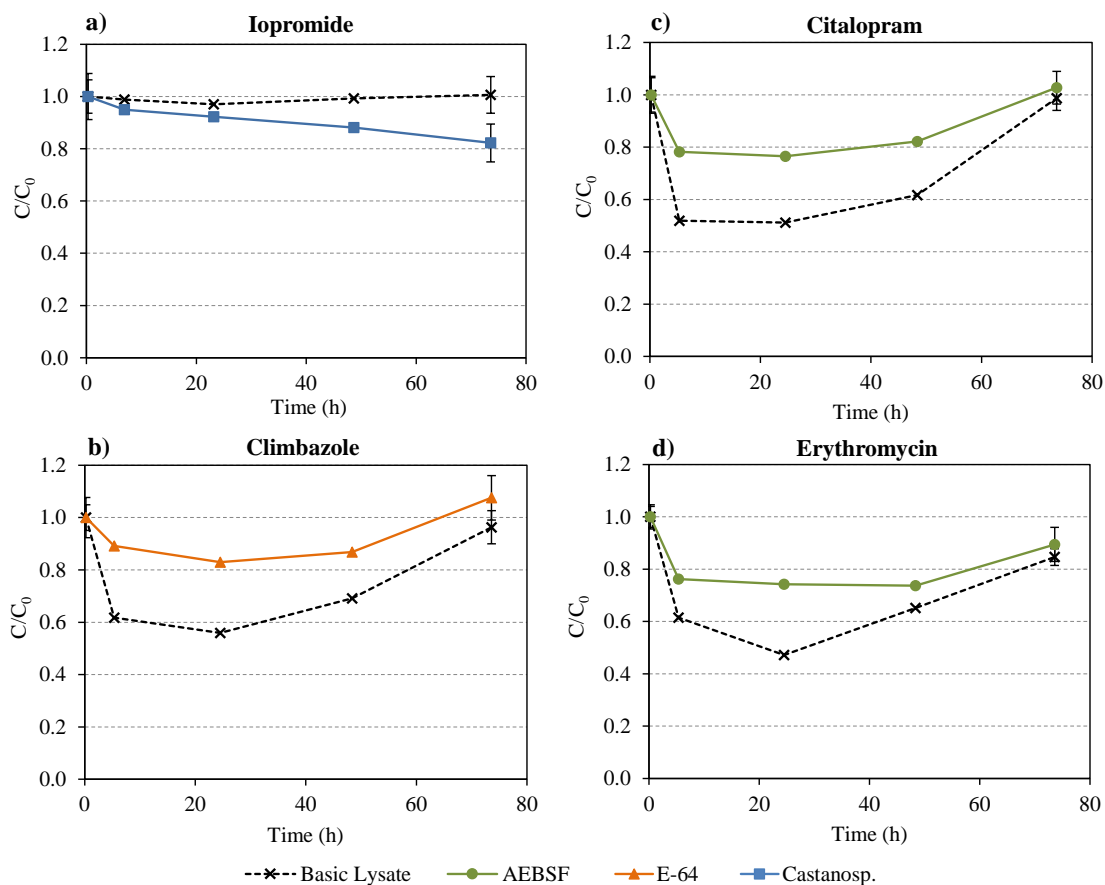 a) Iopromide
1.2
1.0
0.8
0.6
0.4
0.2
0.0
C/C0
0 20 40 60 80
Time (h)
c) Citalopram
1.2
1.0
0.8
0.6
0.4
0.2
0.0
C/C0
0 20 40 60 80
Time (h)
b) Climbazole
1.2
1.0
0.8
0.6
0.4
0.2
0.0
C/C0
0 20 40 60 80
Time (h)
d) Erythromycin
1.2
1.0
0.8
0.6
0.4
0.2
0.0
C/C0
0 20 40 60 80
Time (h)
Basic Lysate AEBSF E-64 Castanosp.